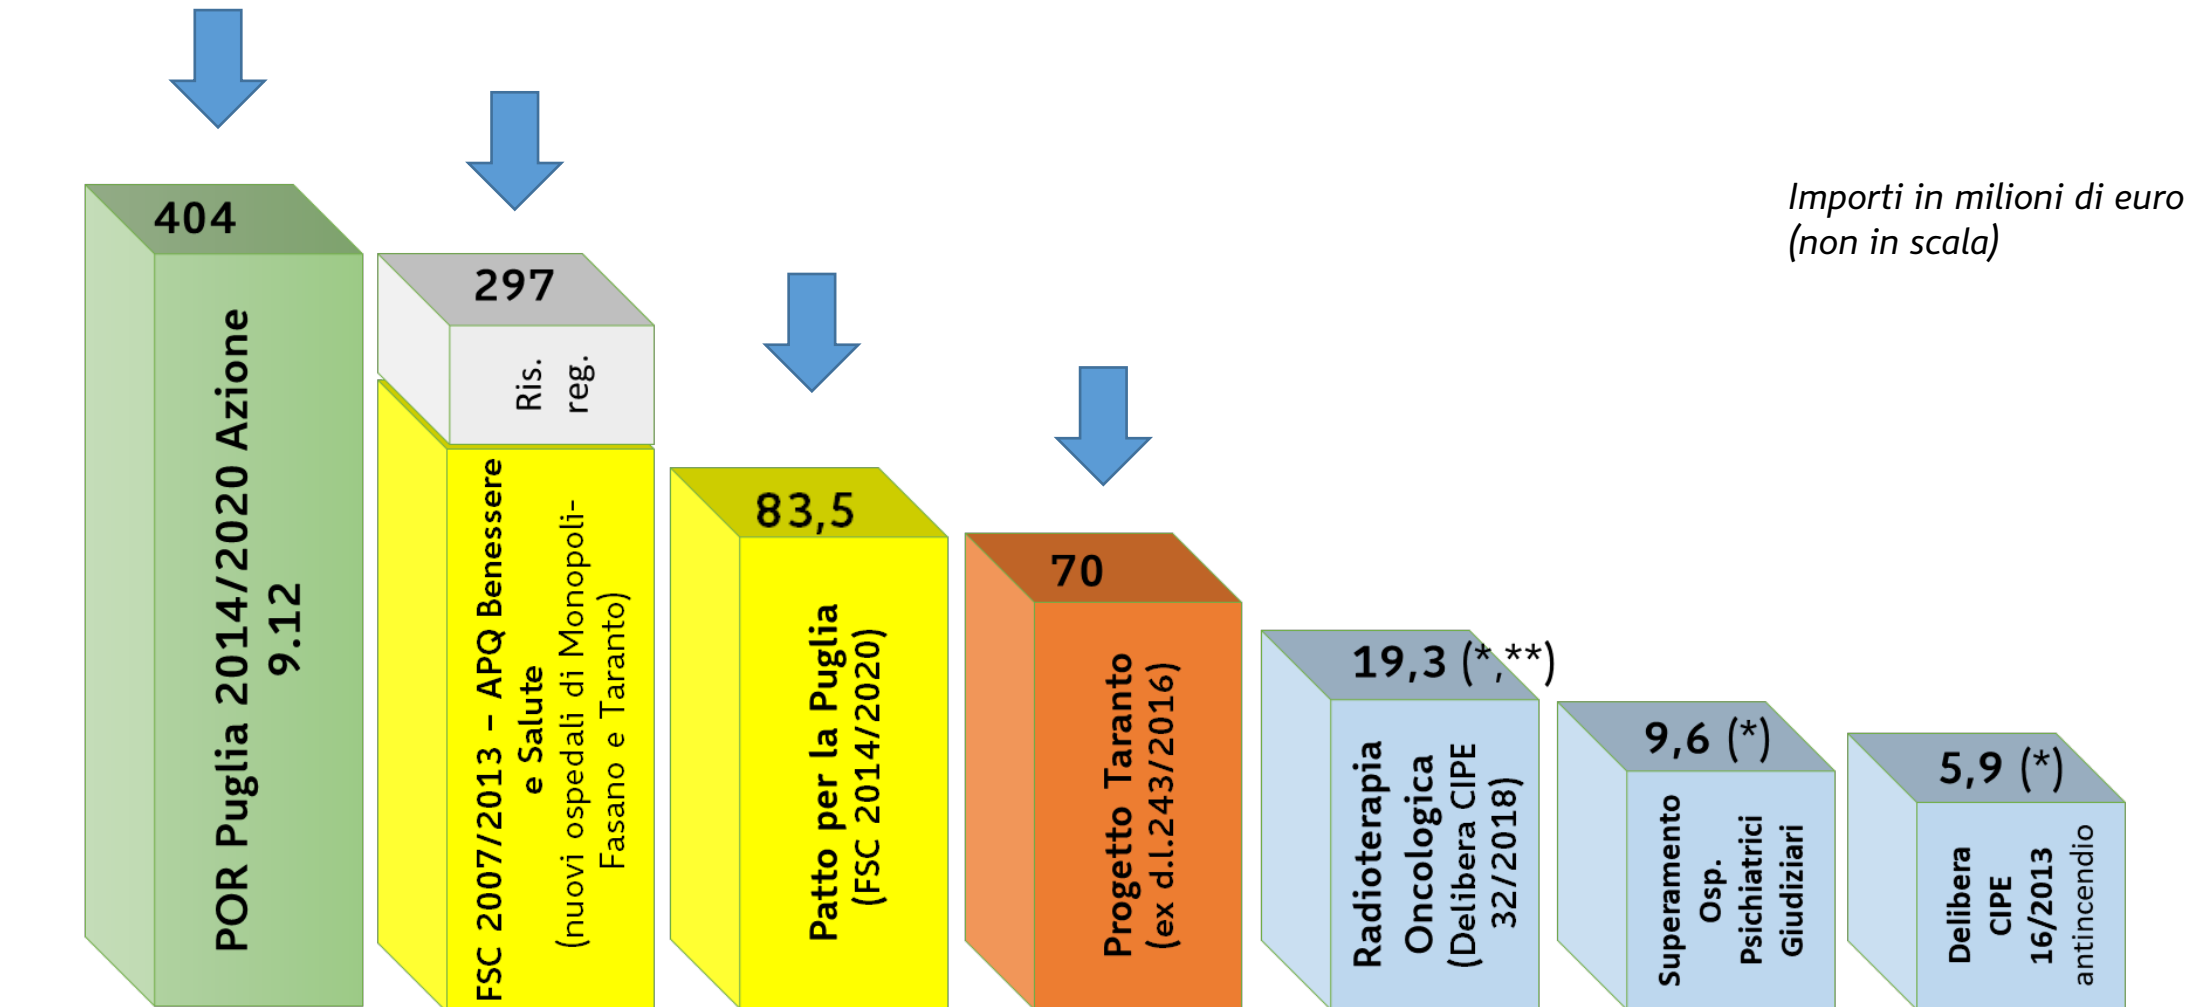 404
POR Puglia 2014/2020 Azione
9.12
297
Ris.
reg.
FSC 2007/2013 – APQ Benessere
e Salute
(nuovi ospedali di Monopoli-
Fasano e Taranto)
83,5
Patto per la Puglia
(FSC 2014/2020)
70
Progetto Taranto
(ex d.l.243/2016)
19,3 (*,**)
Radioterapia
Oncologica
(Delibera CIPE
32/2018)
9,6 (*)
Superamento
Osp.
Psichiatrici
Giudiziari
5,9 (*)
Delibera
CIPE
16/2013
antincendio
Importi in milioni di euro
(non in scala)